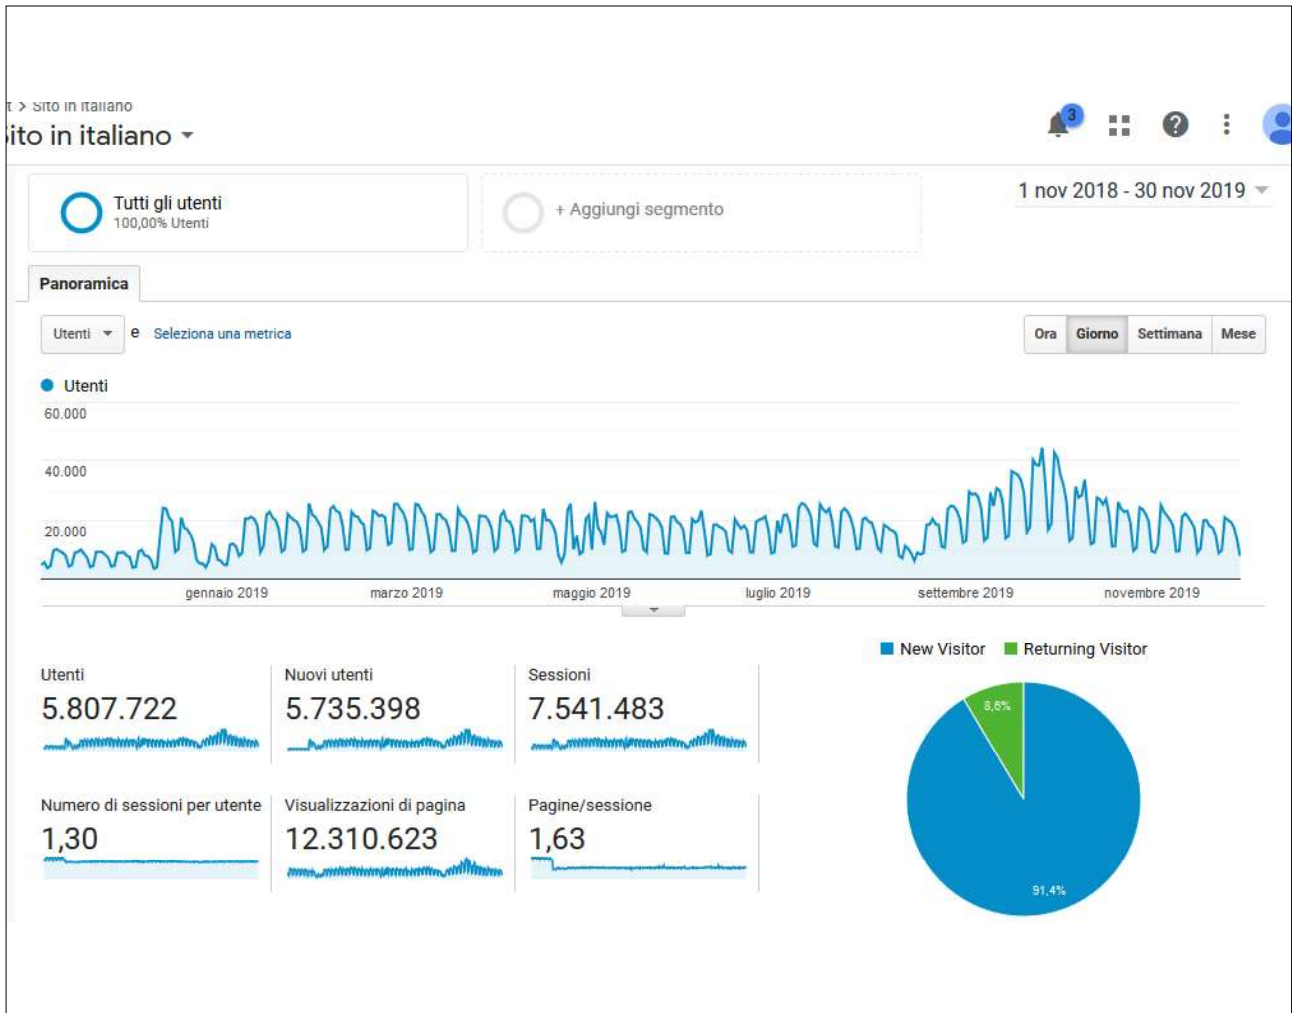 t > Sito in italiano
ito in italiano
3
Tutti gli utenti
100,00% Utenti
+ Aggiungi segmento
1 nov 2018 - 30 nov 2019
Panoramica
Utenti e Seleziona una metrica
Ora Giorno Settimana Mese
Utenti
60.000
40.000
20.000
gennaio 2019 marzo 2019 maggio 2019 luglio 2019 settembre 2019 novembre 2019
New Visitor Returning Visitor
Utenti
5.807.722
Nuovi utenti
5.735.398
Sessioni
7.541.483
Numero di sessioni per utente
1,30
Visualizzazioni di pagina
12.310.623
Pagine/sessione
1,63
8,6%
91,4%